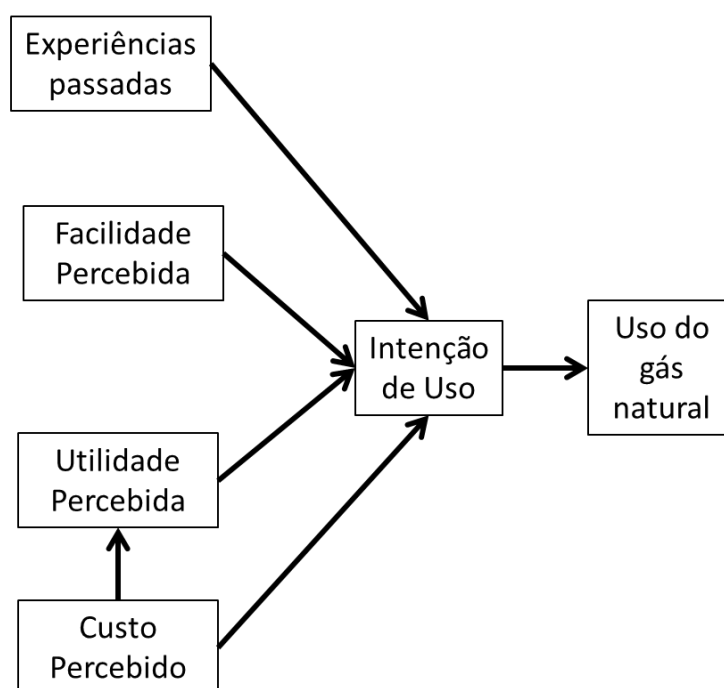 Experiências
passadas
Facilidade
Percebida
Intenção
de Uso
Uso do
gás
natural
Utilidade
Percebida
Custo
Percebido